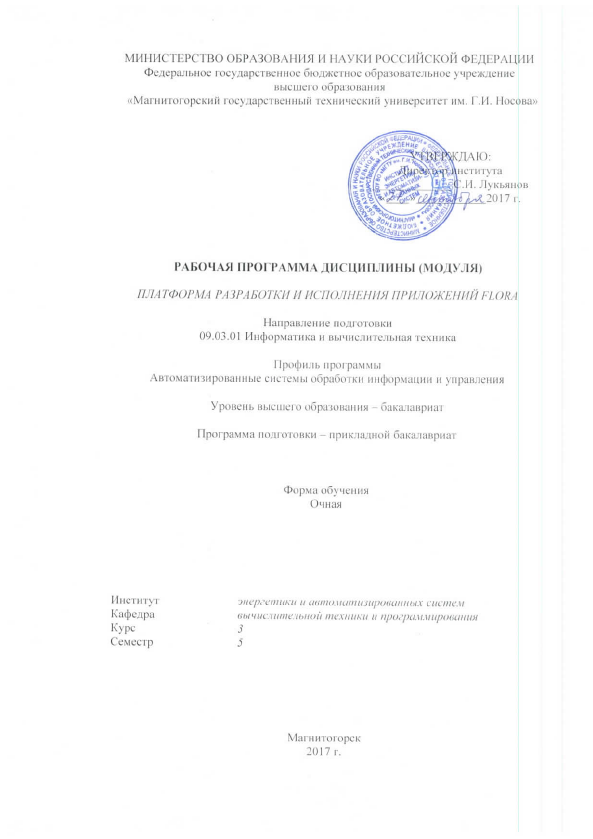 МИНИСТЕРСТВО ОБРАЗОВАНИЯ И НАУКИ РОССИЙСКОЙ ФЕДЕРАЦИИ
Федеральное государственное бюджетное образовательное учреждение
высшего образования
«Магнитогорский государственный технический университет им. Г.И. Носова»
УТВЕРЖДАЮ:
Директор института
С.И. Лукьянов
сентября 2017 г.
РАБОЧАЯ ПРОГРАММА ДИСЦИПЛИНЫ (МОДУЛЯ)
ПЛАТФОРМА РАЗРАБОТКИ И ИСПОЛНЕНИЯ ПРИЛОЖЕНИЙ FLORA
Направление подготовки
09.03.01 Информатика и вычислительная техника
Профиль программы
Автоматизированные системы обработки информации и управления
Уровень высшего образования – бакалавриат
Программа подготовки – прикладной бакалавриат
Форма обучения
Очная
Институт энергетики и автоматизированных систем
Кафедра вычислительной техники и программирования
Курс 3
Семестр 5
Магнитогорск
2017 г.